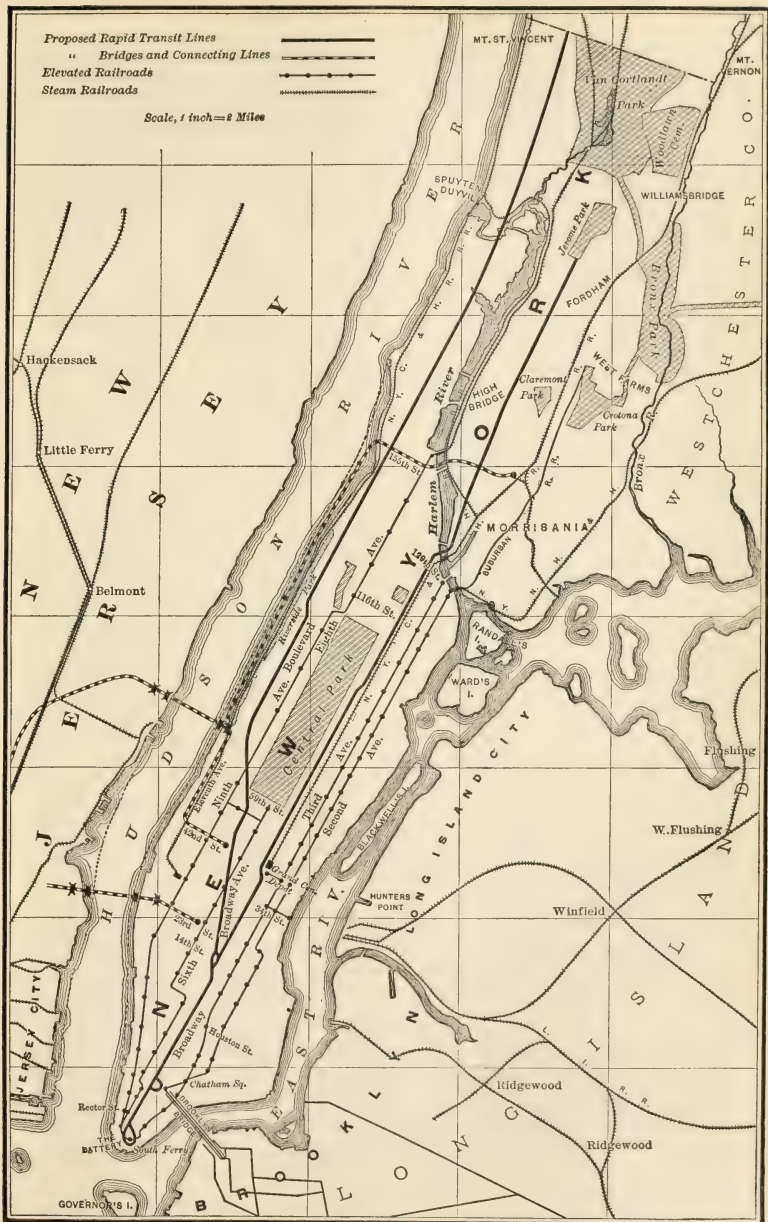 Proposed Rapid Transit Lines
“ Bridges and Connecting Lines
Elevated Railroads
Steam Railroads
Scale, 1 inch=2 Miles
MT. ST. VINCENT
MT. VERNON
Van Cortlandt Park
Woodlawn Cem.
WESTCHESTER CO.
SPUYTEN DUYVIL
WILLIAMSBRIDGE
Jerome Park
Bronx Park
FORDHAM
Hackensack
NEW JERSEY
HUDSON RIVER
N. Y. C. & H. R. R. R.
River
HIGH BRIDGE
Claremont Park
WEST FARMS
Crotona Park
R. R.
R. R.
Little Ferry
155th St.
Harlem
Bronx R.
WESTCH
MORRISANIA
NEW YORK
Ave.
129th St.
SUBURBAN
N. Y. N. H. & H. R. R.
Belmont
Riverside Park
116th St.
Boulevard
Eighth
RANDALL'S I.
WARD'S I.
Central Park
N. Y. C. & H. R. R.
Ave.
Ninth
Eleventh Ave.
59th St.
Third Ave.
Second Ave.
BLACKWELL'S I.
LONG ISLAND CITY
Flushing
W. Flushing
42nd St.
Grand Cen. Depot
Broadway
Ave.
34th St.
HUNTERS POINT
Winfield
23rd St.
14th St.
Sixth
EAST RIV.
JERSEY CITY
Broadway
Houston St.
LONG ISLAND
L. I. R. R.
Chatham Sq.
Ridgewood
Rector St.
BROOKLYN BRIDGE
THE BATTERY
South Ferry
Ridgewood
BROOKLYN
GOVERNOR'S I.